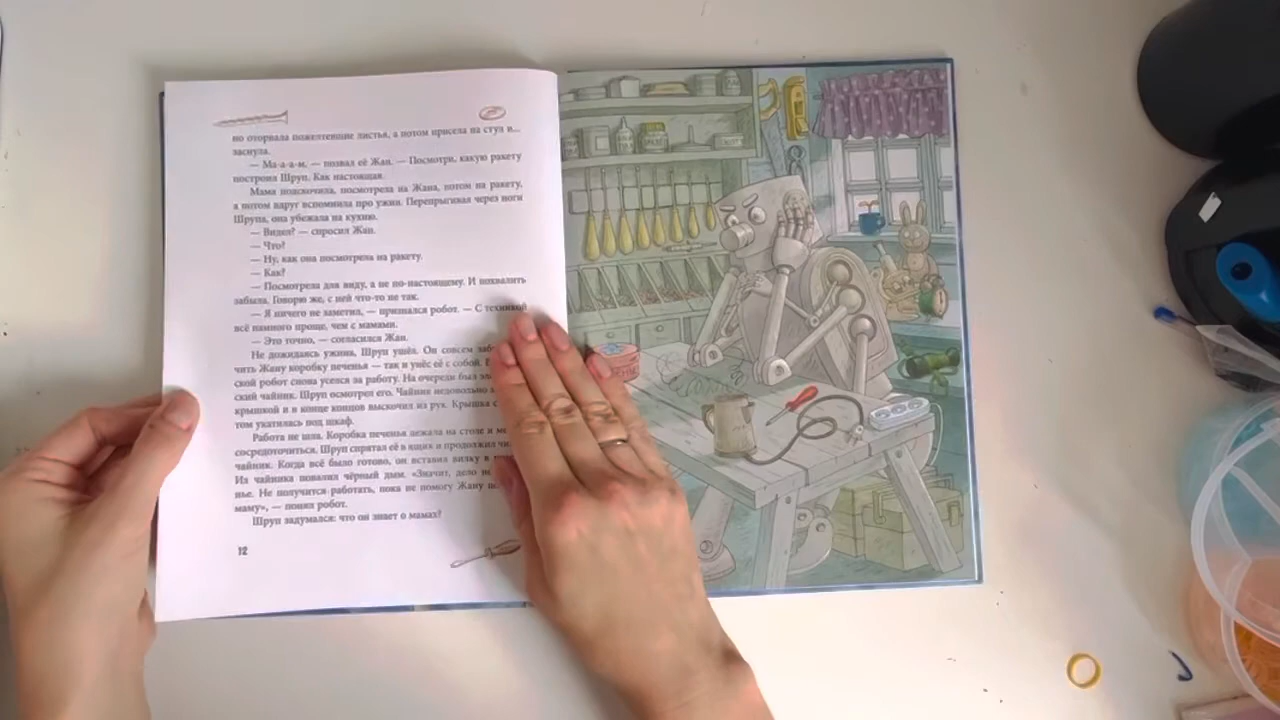 но оторвала пожелтевшие листья, а потом присела на стул и...
заснула.
— Ма-а-а-м, — позвал её Жан. — Посмотри, какую ракету
построил Шруп. Как настоящая.
Мама подскочила, посмотрела на Жана, потом на ракету,
а потом вдруг вспомнила про ужин. Перепрыгивая через ноги
Шрупа, она убежала на кухню.
— Видел? — спросил Жан.
— Что?
— Ну, как она посмотрела на ракету.
— Как?
— Посмотрела для виду, а не по-настоящему. И похвалить
забыла. Говорю же, с ней что-то не так.
— Я ничего не заметил, — признался робот. — С техникой
всё намного проще, чем с мамами.
— Это точно, — согласился Жан.
Не дожидаясь ужина, Шруп ушёл. Он совсем
чить Жану коробку печенья — так и унёс её с собой.
ской робот снова уселся за работу. На очереди был
ский чайник. Шруп осмотрел его. Чайник недовольно
крышкой и в конце концов выскочил из рук. Крышка
том укатилась под шкаф.
Работа не шла. Коробка печенья лежала на столе и
сосредоточиться. Шруп спрятал её в ящик и продолжил
чайник. Когда всё было готово, он вставил вилку в
Из чайника повалил чёрный дым. «Значит, дело не
нье. Не получится работать, пока не помогу Жану
маму», — понял робот.
Шруп задумался: что он знает о мамах?
12